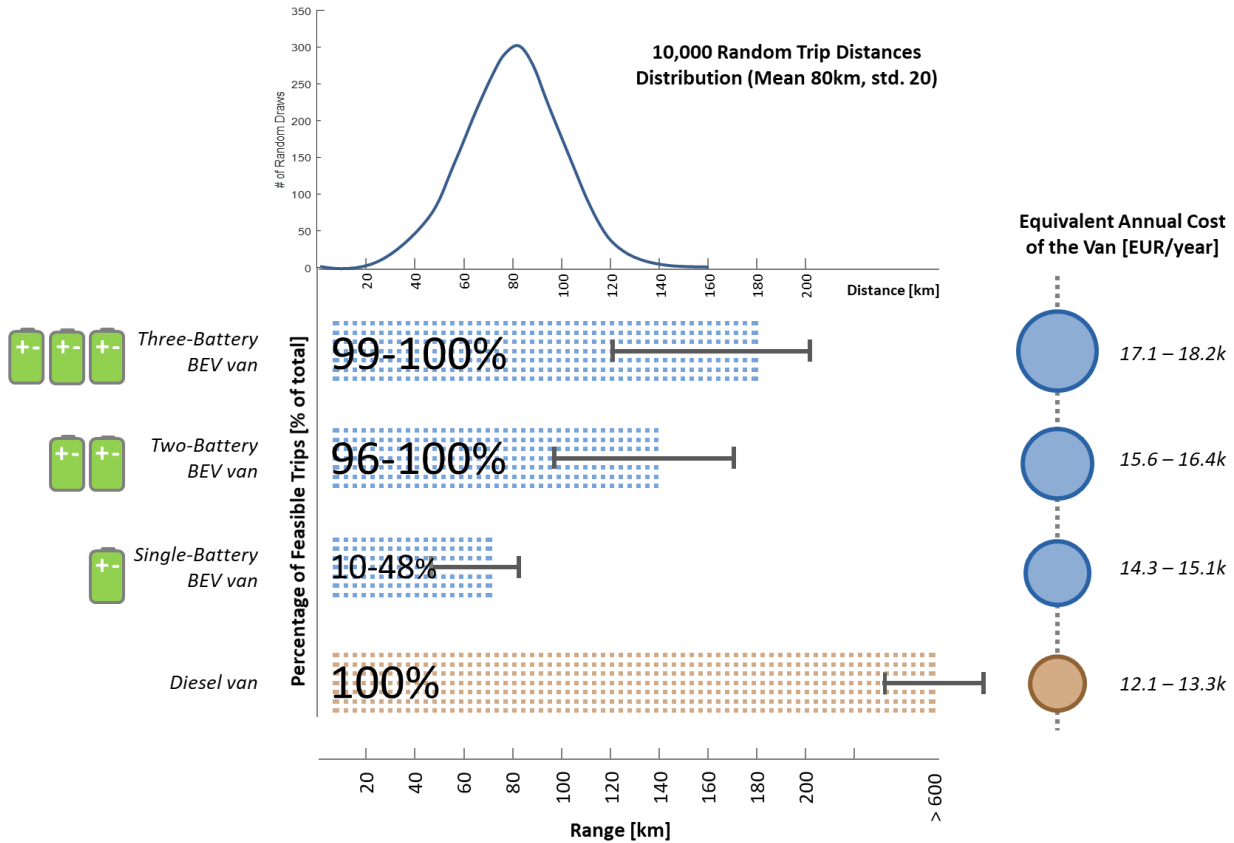 350
300
250
200
150
100
50
0
# of Random Draws
10,000 Random Trip Distances
Distribution (Mean 80km, std. 20)
20
40
60
80
100
120
140
160
180
200
Distance [km]
Equivalent Annual Cost
of the Van [EUR/year]
Percentage of Feasible Trips [% of total]
+- +- +-
Three-Battery
BEV van
99-100%
17.1 – 18.2k
+- +-
Two-Battery
BEV van
96-100%
15.6 – 16.4k
+-
Single-Battery
BEV van
10-48%
14.3 – 15.1k
Diesel van
100%
12.1 – 13.3k
20
40
60
80
100
120
140
160
180
200
> 600
Range [km]